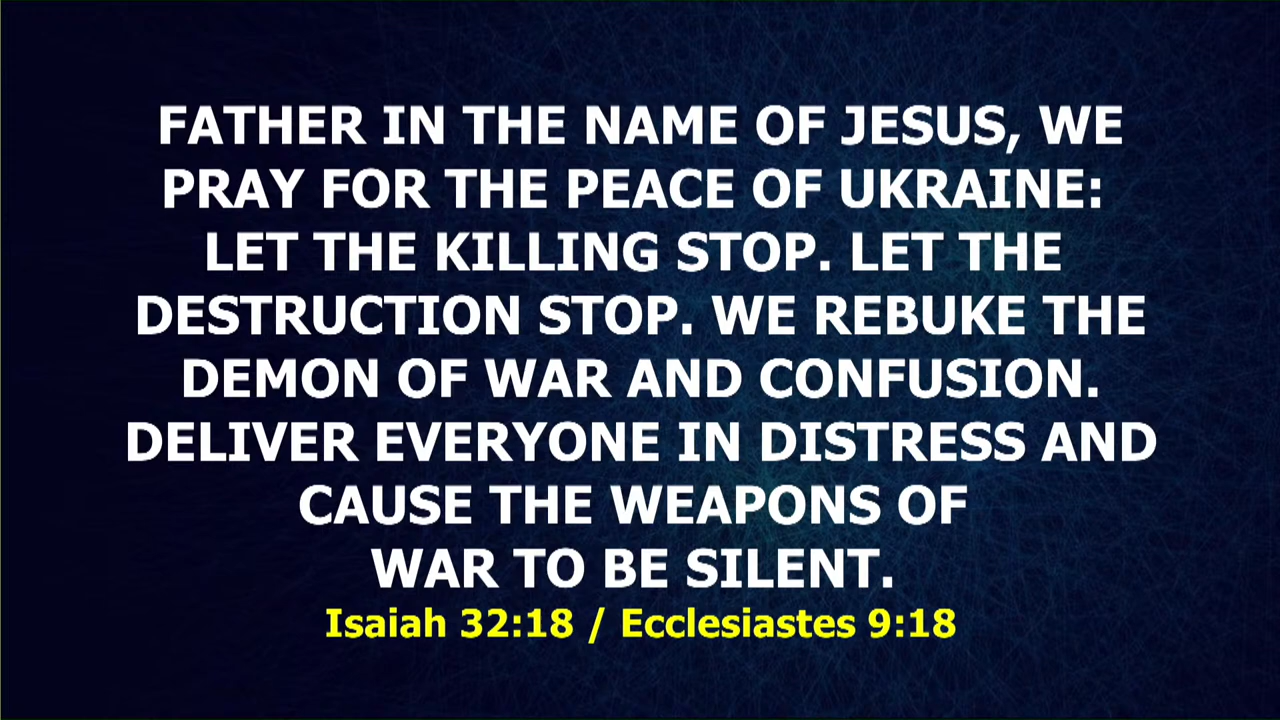 FATHER IN THE NAME OF JESUS, WE
PRAY FOR THE PEACE OF UKRAINE:
LET THE KILLING STOP. LET THE
DESTRUCTION STOP. WE REBUKE THE
DEMON OF WAR AND CONFUSION.
DELIVER EVERYONE IN DISTRESS AND
CAUSE THE WEAPONS OF
WAR TO BE SILENT.
Isaiah 32:18 / Ecclesiastes 9:18